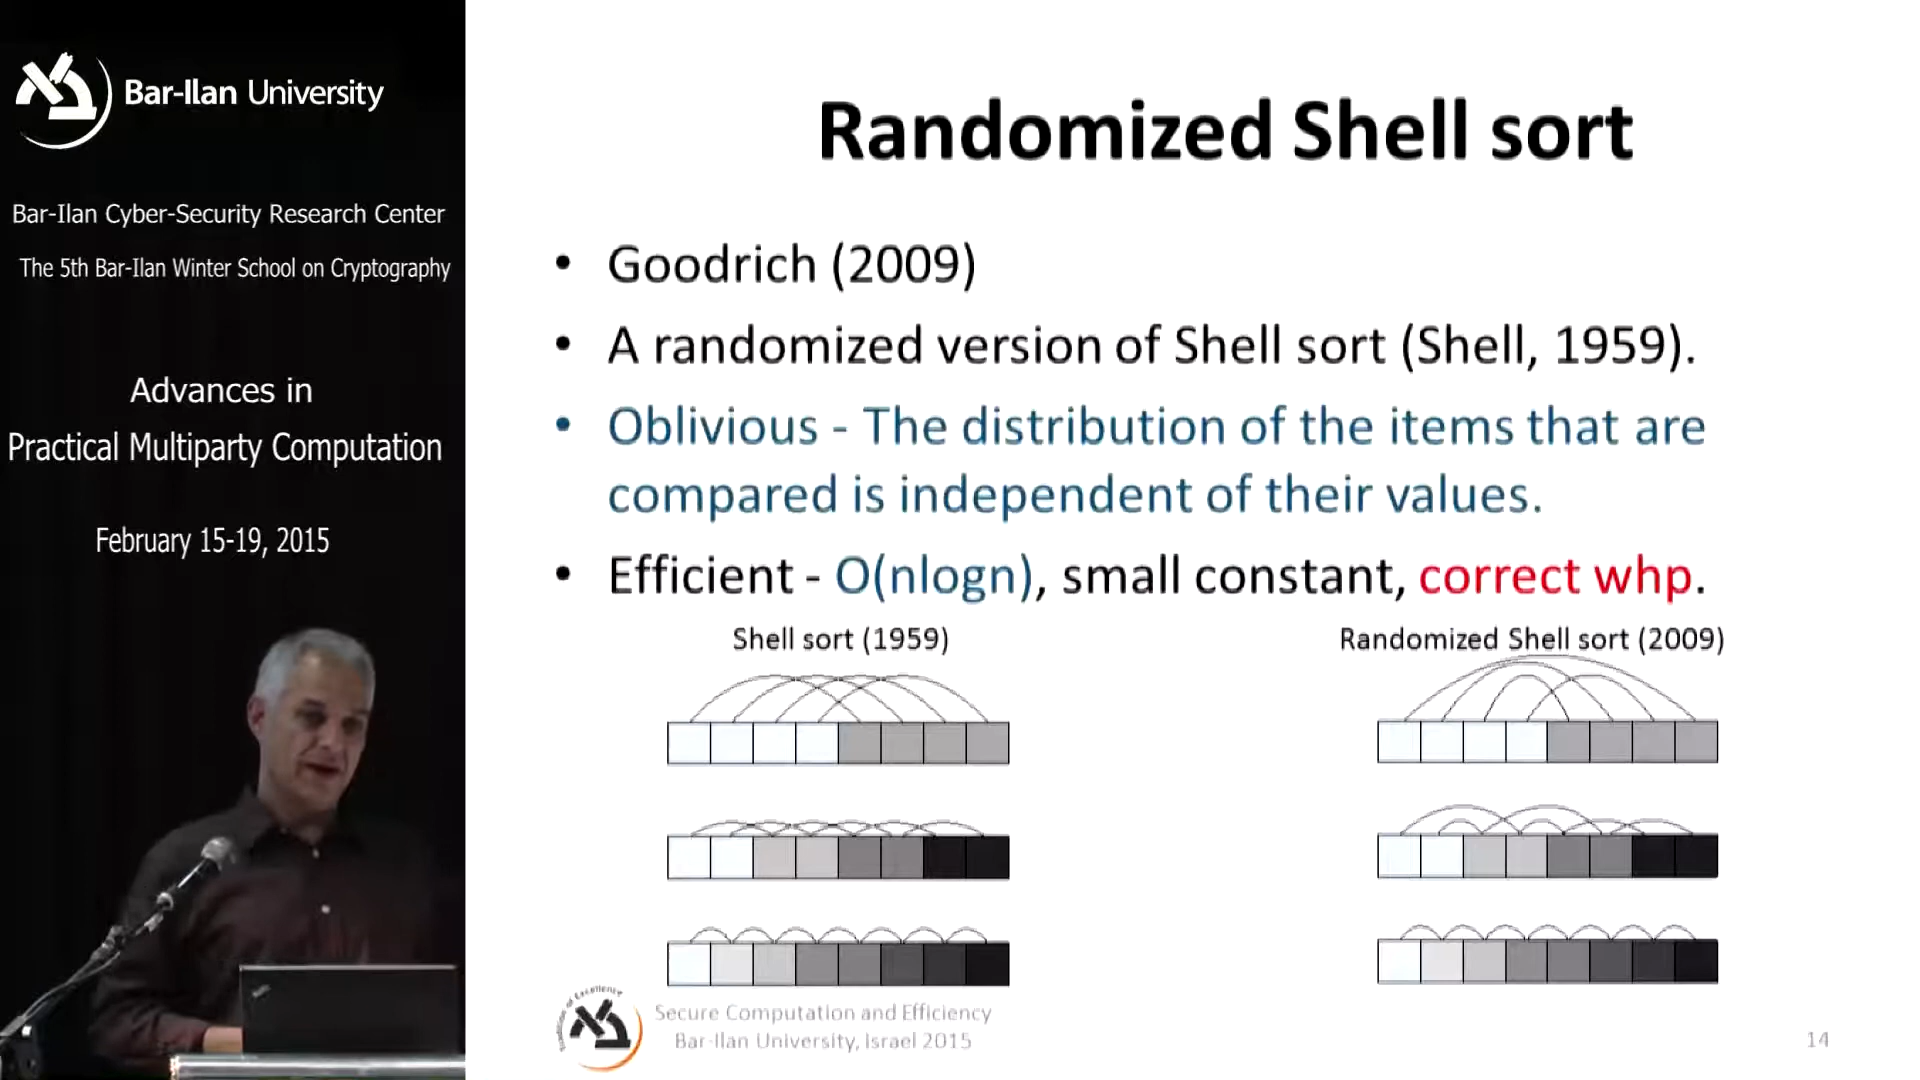 Bar-Ilan University
Bar-Ilan Cyber-Security Research Center
The 5th Bar-Ilan Winter School on Cryptography
Advances in
Practical Multiparty Computation
February 15-19, 2015
Randomized Shell sort
• Goodrich (2009)
• A randomized version of Shell sort (Shell, 1959).
• Oblivious - The distribution of the items that are
compared is independent of their values.
• Efficient - O(nlogn), small constant, correct whp.
Shell sort (1959)
Randomized Shell sort (2009)
of Excellence
Secure Computation and Efficiency
Bar-Ilan University, Israel 2015
14